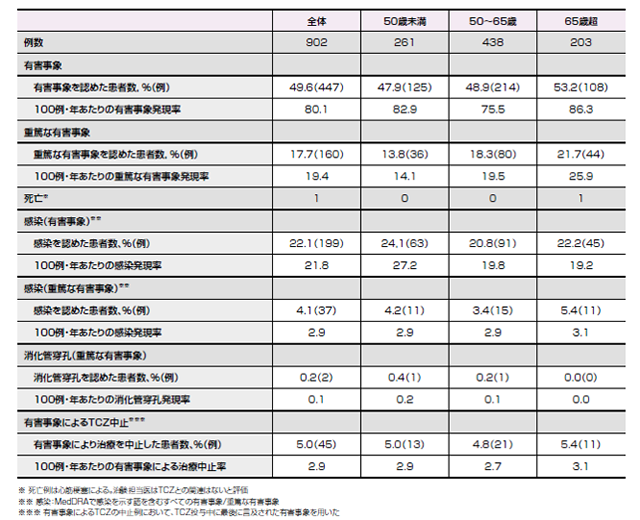 全体 50歳未満 50～65歳 65歳超
例数 902 261 438 203
有害事象
有害事象を認めた患者数, %(例) 49.6(447) 47.9(125) 48.9(214) 53.2(108)
100例・年あたりの有害事象発現率 80.1 82.9 75.5 86.3
重篤な有害事象
重篤な有害事象を認めた患者数, %(例) 17.7(160) 13.8(36) 18.3(80) 21.7(44)
100例・年あたりの重篤な有害事象発現率 19.4 14.1 19.5 25.9
死亡* 1 0 0 1
感染(有害事象)**
感染を認めた患者数、%(例) 22.1(199) 24.1(63) 20.8(91) 22.2(45)
100例・年あたりの感染発現率 21.8 27.2 19.8 19.2
感染(重篤な有害事象)**
感染を認めた患者数、%(例) 4.1(37) 4.2(11) 3.4(15) 5.4(11)
100例・年あたりの感染発現率 2.9 2.9 2.9 3.1
消化管穿孔(重篤な有害事象)
消化管穿孔を認めた患者数、%(例) 0.2(2) 0.4(1) 0.2(1) 0.0(0)
100例・年あたりの消化管穿孔発現率 0.1 0.2 0.1 0.0
有害事象によるTCZ中止***
有害事象により治療を中止した患者数、%(例) 5.0(45) 5.0(13) 4.8(21) 5.4(11)
100例・年あたりの有害事象による治療中止率 2.9 2.9 2.7 3.1
※ 死亡例は心筋梗塞による。治験担当医はTCZとの関連はないと評価
※※ 感染：MedDRAで感染を示す語を含むすべての有害事象/重篤な有害事象
※※※ 有害事象によるTCZの中止例において、TCZ投与中に最後に言及された有害事象を用いた